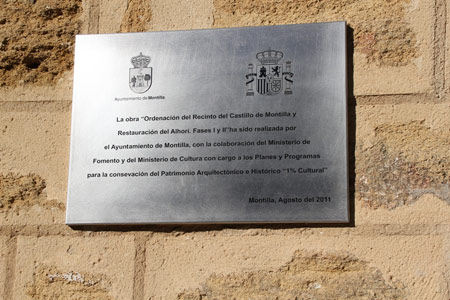 Ayuntamiento de Montilla
La obra "Ordenación del Recinto del Castillo de Montilla y
Restauración del Alhorí. Fases I y II"ha sido realizada por
el Ayuntamiento de Montilla, con la colaboración del Ministerio de
Fomento y del Ministerio de Cultura con cargo a los Planes y Programas
para la consevación del Patrimonio Arquitectónico e Histórico "1% Cultural"
Montilla, Agosto del 2011